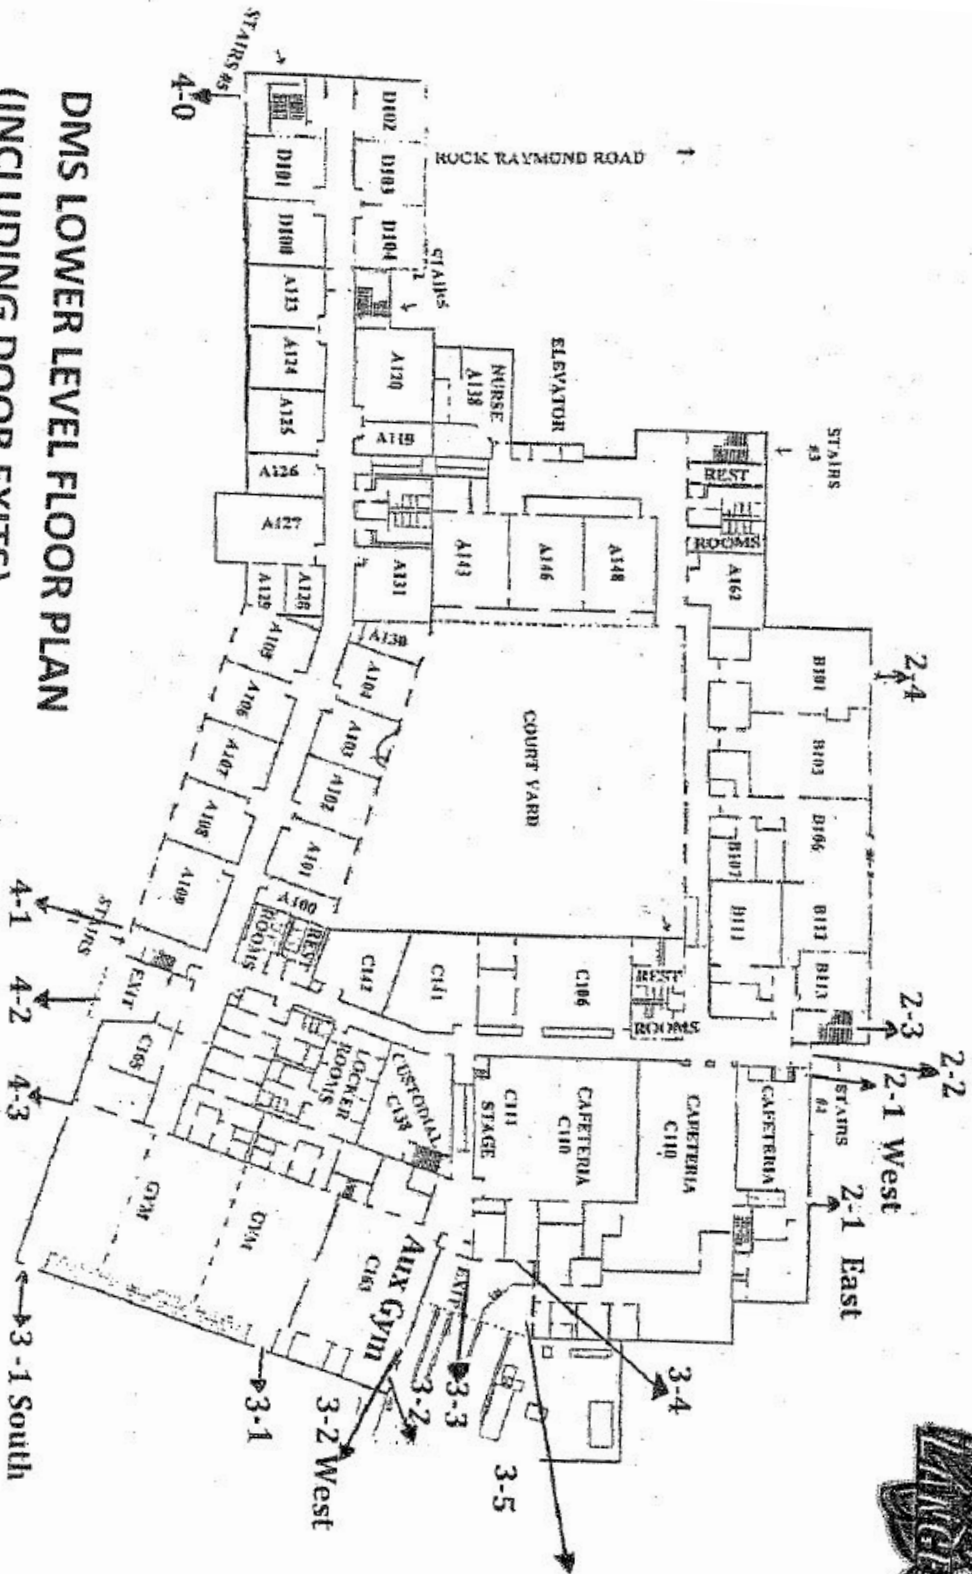 DMS LOWER LEVEL FLOOR PLAN
(INCLUDING DOOR EXITS)
STAIRS #5
4-0
D102
D103
D104
D101
D100
ROCK RAYMOND ROAD
STAIRS
A123
A124
A125
A126
A127
A128
A129
A120
A119
NURSE
A138
ELEVATOR
STAIRS
#3
REST
ROOMS
A162
A143
A146
A148
A131
A130
A105
A106
A107
A108
A109
A104
A103
A102
A101
A100
REST
ROOMS
COURT YARD
B101
B103
B106
B107
B111
B113
2-4
2-3
2-2
2-1 West
STAIRS
2-1 East
C142
C141
C106
REST
ROOMS
CAFETERIA
CAFETERIA
C110
CAFETERIA
C110
C111
STAGE
CUSTODIAL
C138
LOCKER
ROOMS
STAIRS
EXIT
4-1
4-2
4-3
GYM
GYM
C163
Aux Gym
EXIT
3-1 South
3-1
3-2 West
3-2
3-3
3-4
3-5